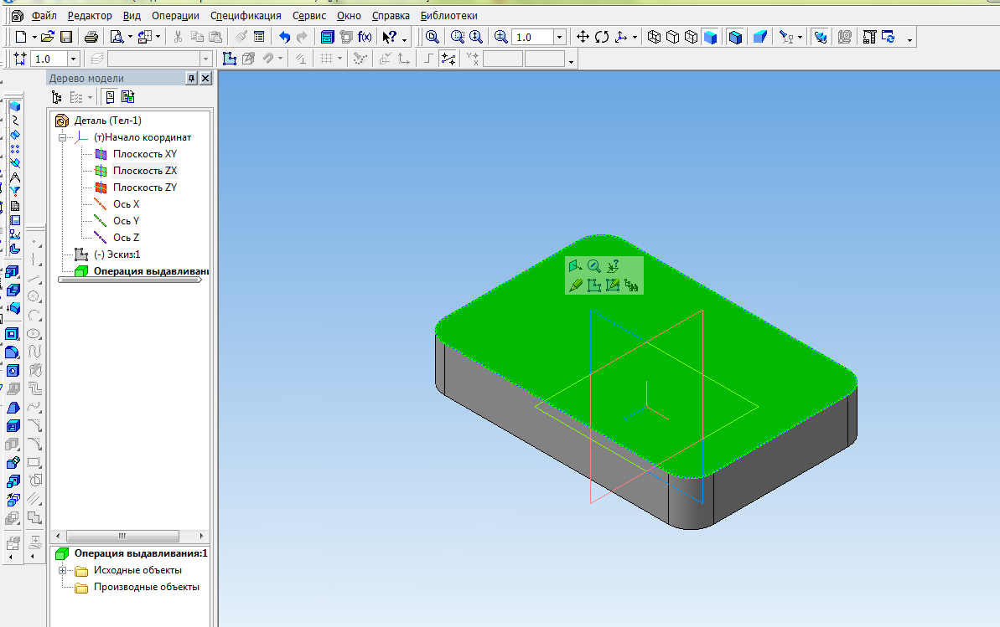 Файл Редактор Вид Операции Спецификация Сервис Окно Справка Библиотеки
f(x) 1.0
1.0
Дерево модели
Деталь (Тел-1)
(т)Начало координат
Плоскость XY
Плоскость ZX
Плоскость ZY
Ось X
Ось Y
Ось Z
(-) Эскиз:1
Операция выдавливани
Операция выдавливания:1
Исходные объекты
Производные объекты